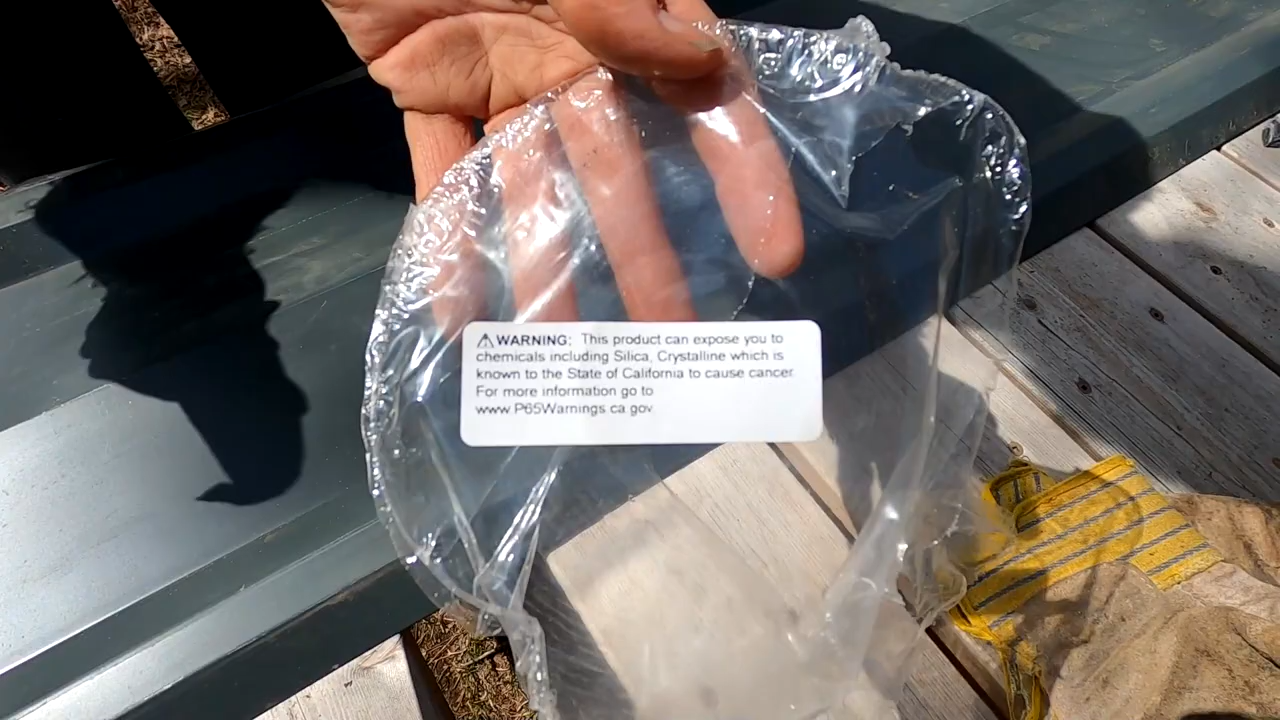 ⚠WARNING: This product can expose you to
chemicals including Silica, Crystalline which is
known to the State of California to cause cancer.
For more information go to
www.P65Warnings.ca.gov